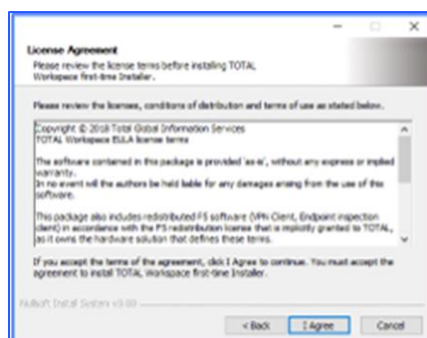 License Agreement
Please review the license terms before installing TOTAL
Workspace first-time Installer.
Please review the licenses, conditions of distribution and terms of use as stated below.
Copyright © 2018 Total Global Information Services
TOTAL Workspace EULA license terms
The software contained in this package is provided 'as-is', without any express or implied
warranty.
In no event will the authors be held liable for any damages arising from the use of this
software.
This package also includes redistributed F5 software (VPN Client, Endpoint inspection
client) in accordance with the F5 redistribution license that is implicitly granted to TOTAL,
as it owns the hardware solution that defines these terms.
If you accept the terms of the agreement, click I Agree to continue. You must accept the
agreement to install TOTAL Workspace first-time Installer.
Nullsoft Install System
< Back
I Agree
Cancel